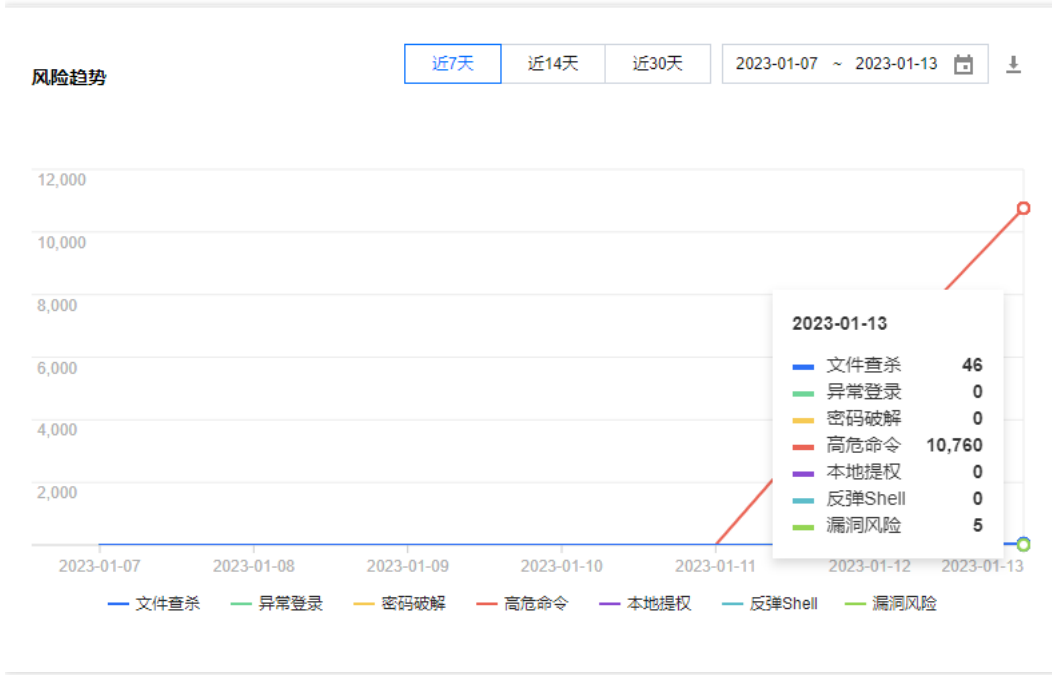 风险趋势
近7天 近14天 近30天 2023-01-07 ~ 2023-01-13
12,000
10,000
8,000
6,000
4,000
2,000
2023-01-13
文件查杀 46
异常登录 0
密码破解 0
高危命令 10,760
本地提权 0
反弹Shell 0
漏洞风险 5
2023-01-07 2023-01-08 2023-01-09 2023-01-10 2023-01-11 2023-01-12 2023-01-13
文件查杀 异常登录 密码破解 高危命令 本地提权 反弹Shell 漏洞风险